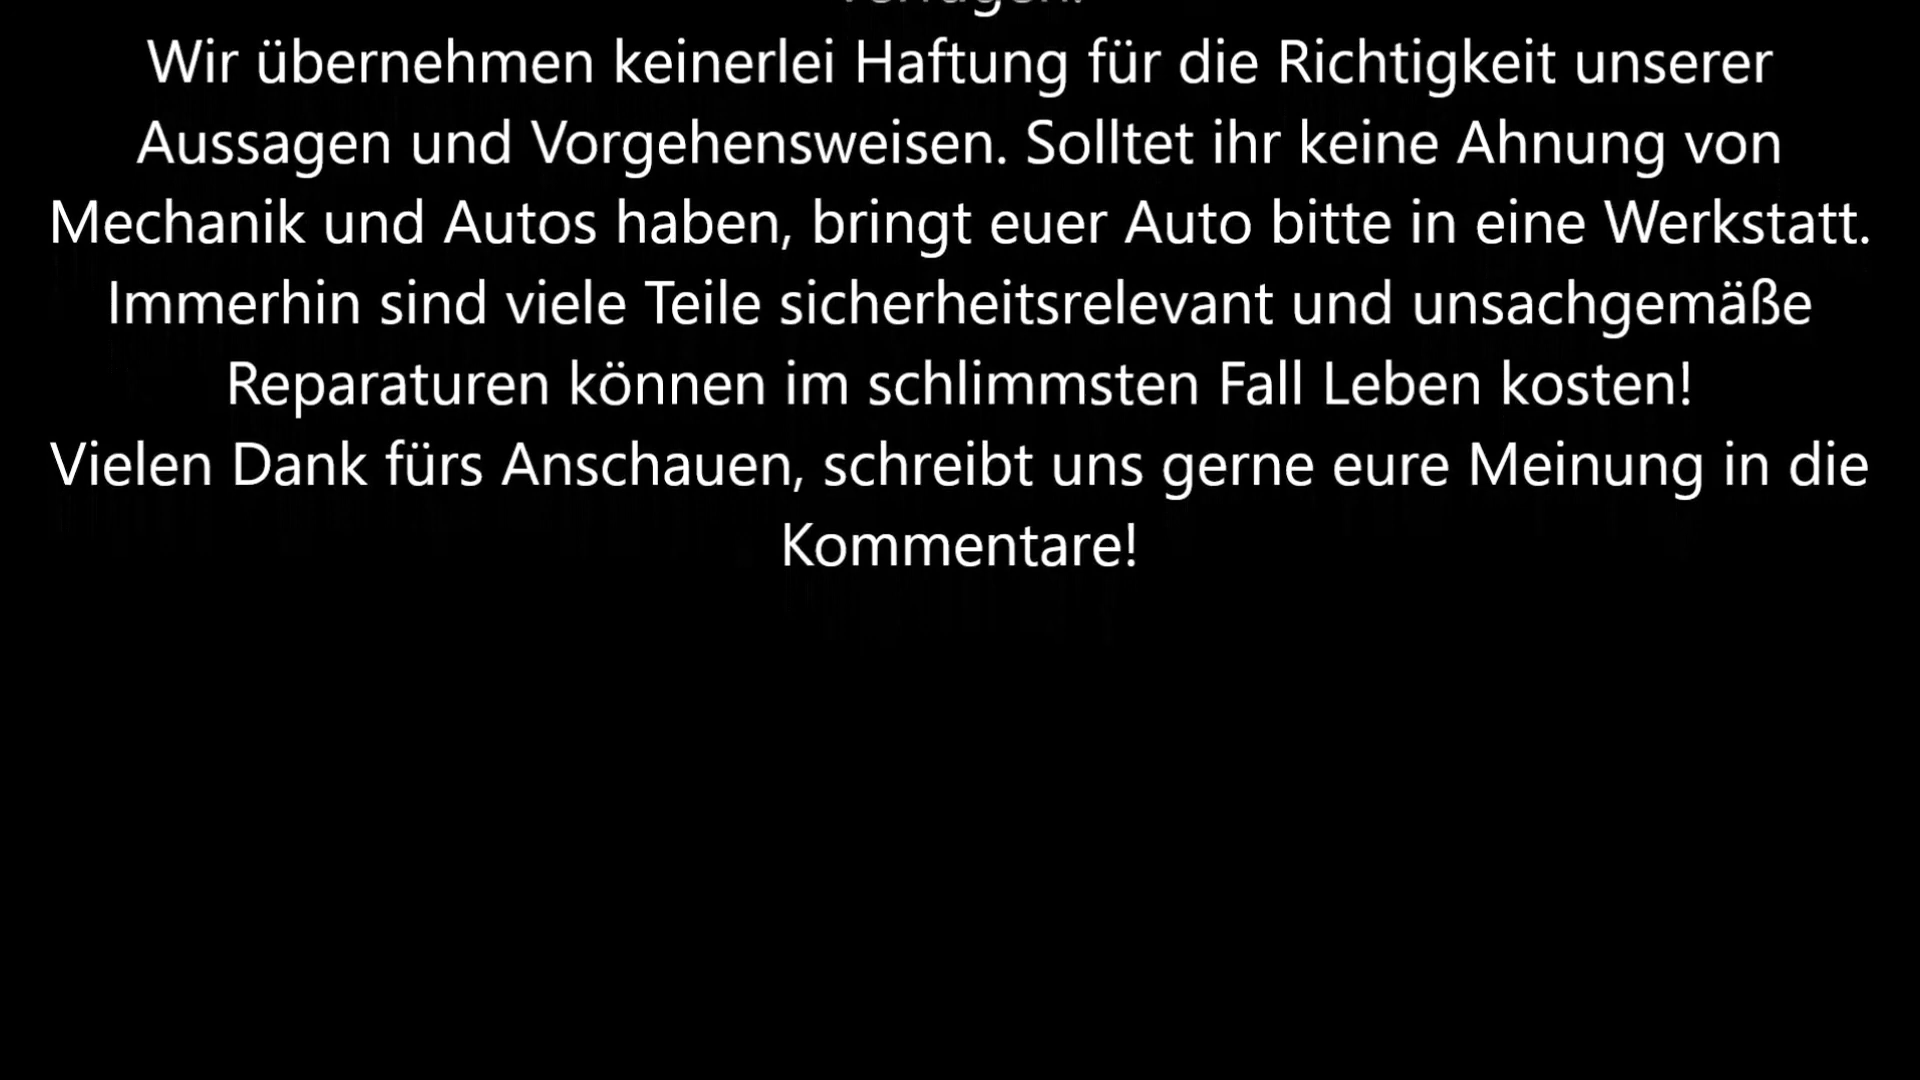 Wir übernehmen keinerlei Haftung für die Richtigkeit unserer
Aussagen und Vorgehensweisen. Solltet ihr keine Ahnung von
Mechanik und Autos haben, bringt euer Auto bitte in eine Werkstatt.
Immerhin sind viele Teile sicherheitsrelevant und unsachgemäße
Reparaturen können im schlimmsten Fall Leben kosten!
Vielen Dank fürs Anschauen, schreibt uns gerne eure Meinung in die
Kommentare!